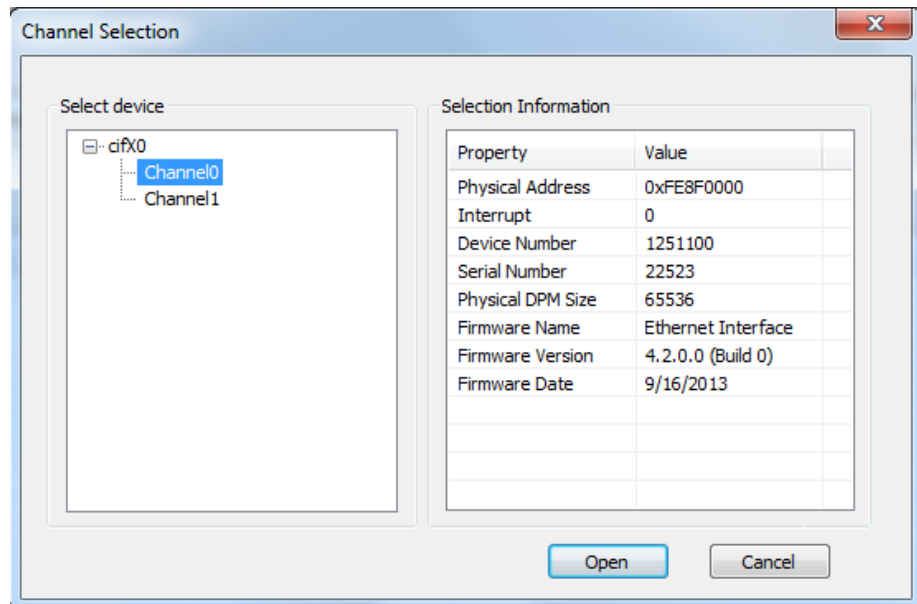 Channel Selection
Select device
cifX0
Channel0
Channel1
Selection Information
Property Value
Physical Address 0xFE8F0000
Interrupt 0
Device Number 1251100
Serial Number 22523
Physical DPM Size 65536
Firmware Name Ethernet Interface
Firmware Version 4.2.0.0 (Build 0)
Firmware Date 9/16/2013
Open Cancel